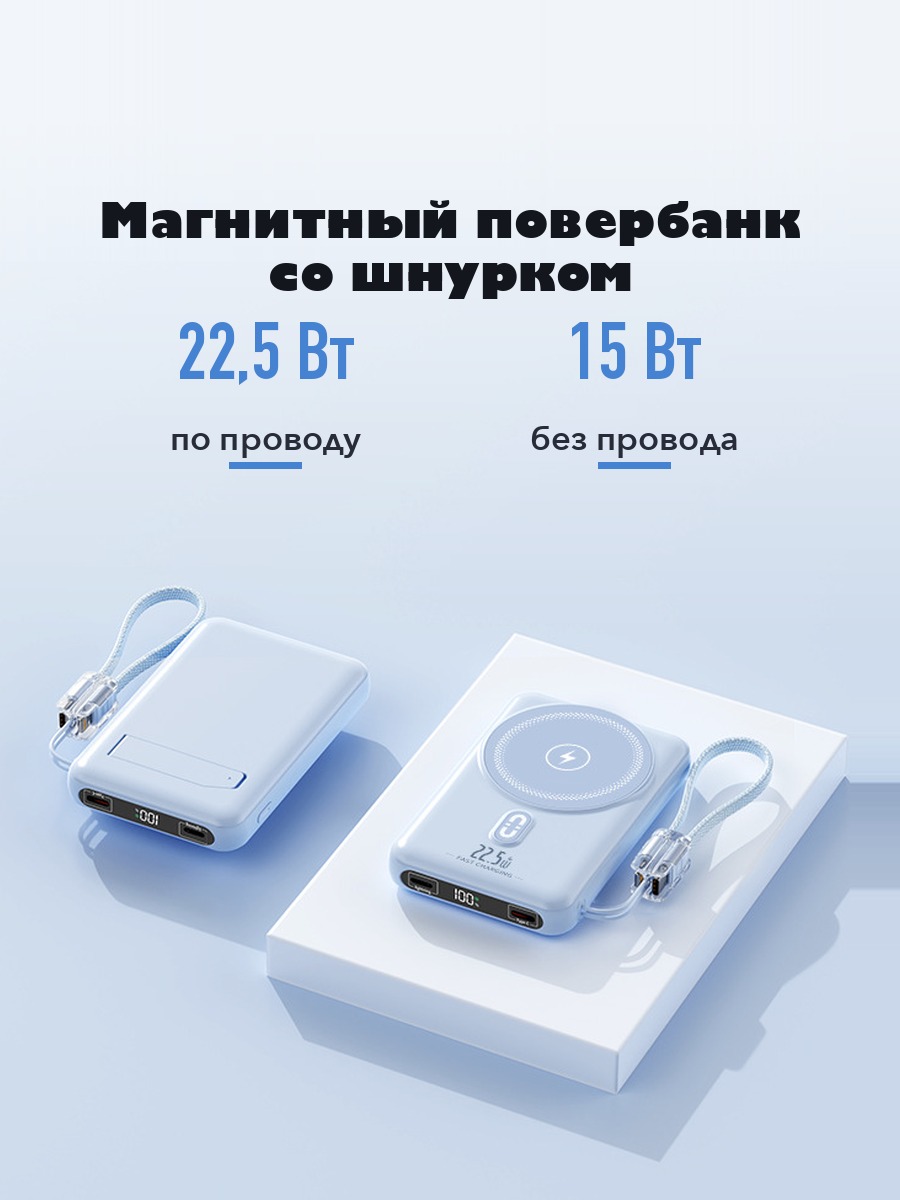 Магнитный повербанк
со шнурком
22,5 Вт
15 Вт
по проводу
без провода
100
22.5W
FAST CHARGING
100